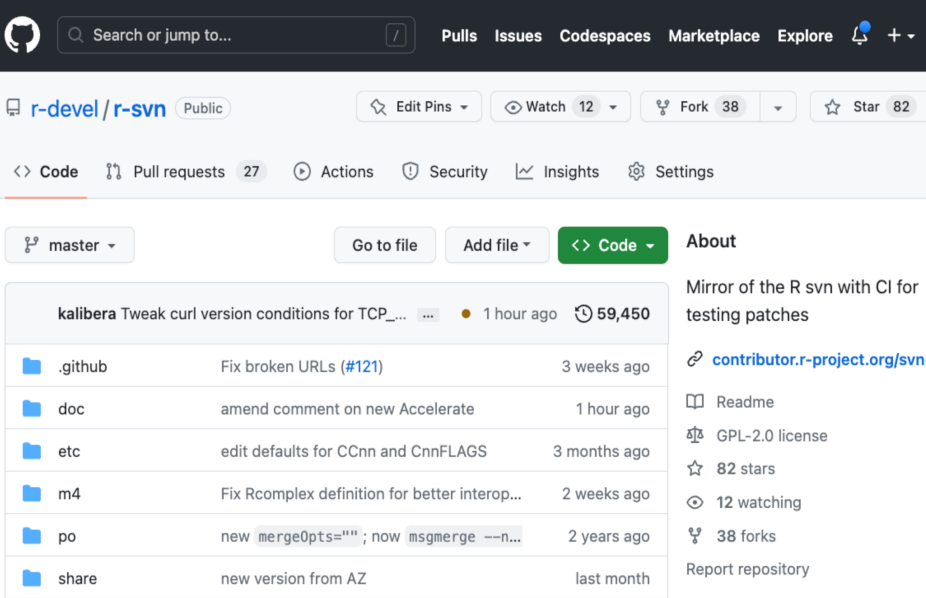 Search or jump to... / Pulls Issues Codespaces Marketplace Explore
r-devel / r-svn Public Edit Pins Watch 12 Fork 38 Star 82
Code Pull requests 27 Actions Security Insights Settings
master Go to file Add file Code
kalibera Tweak curl version conditions for TCP_... ... 1 hour ago 59,450
.github Fix broken URLs (#121) 3 weeks ago
doc amend comment on new Accelerate 1 hour ago
etc edit defaults for CCnn and CnnFLAGS 3 months ago
m4 Fix Rcomplex definition for better interop... 2 weeks ago
po new mergeOpts="" ; now msgmerge --n... 2 years ago
share new version from AZ last month
About
Mirror of the R svn with CI for
testing patches
contributor.r-project.org/svn
Readme
GPL-2.0 license
82 stars
12 watching
38 forks
Report repository